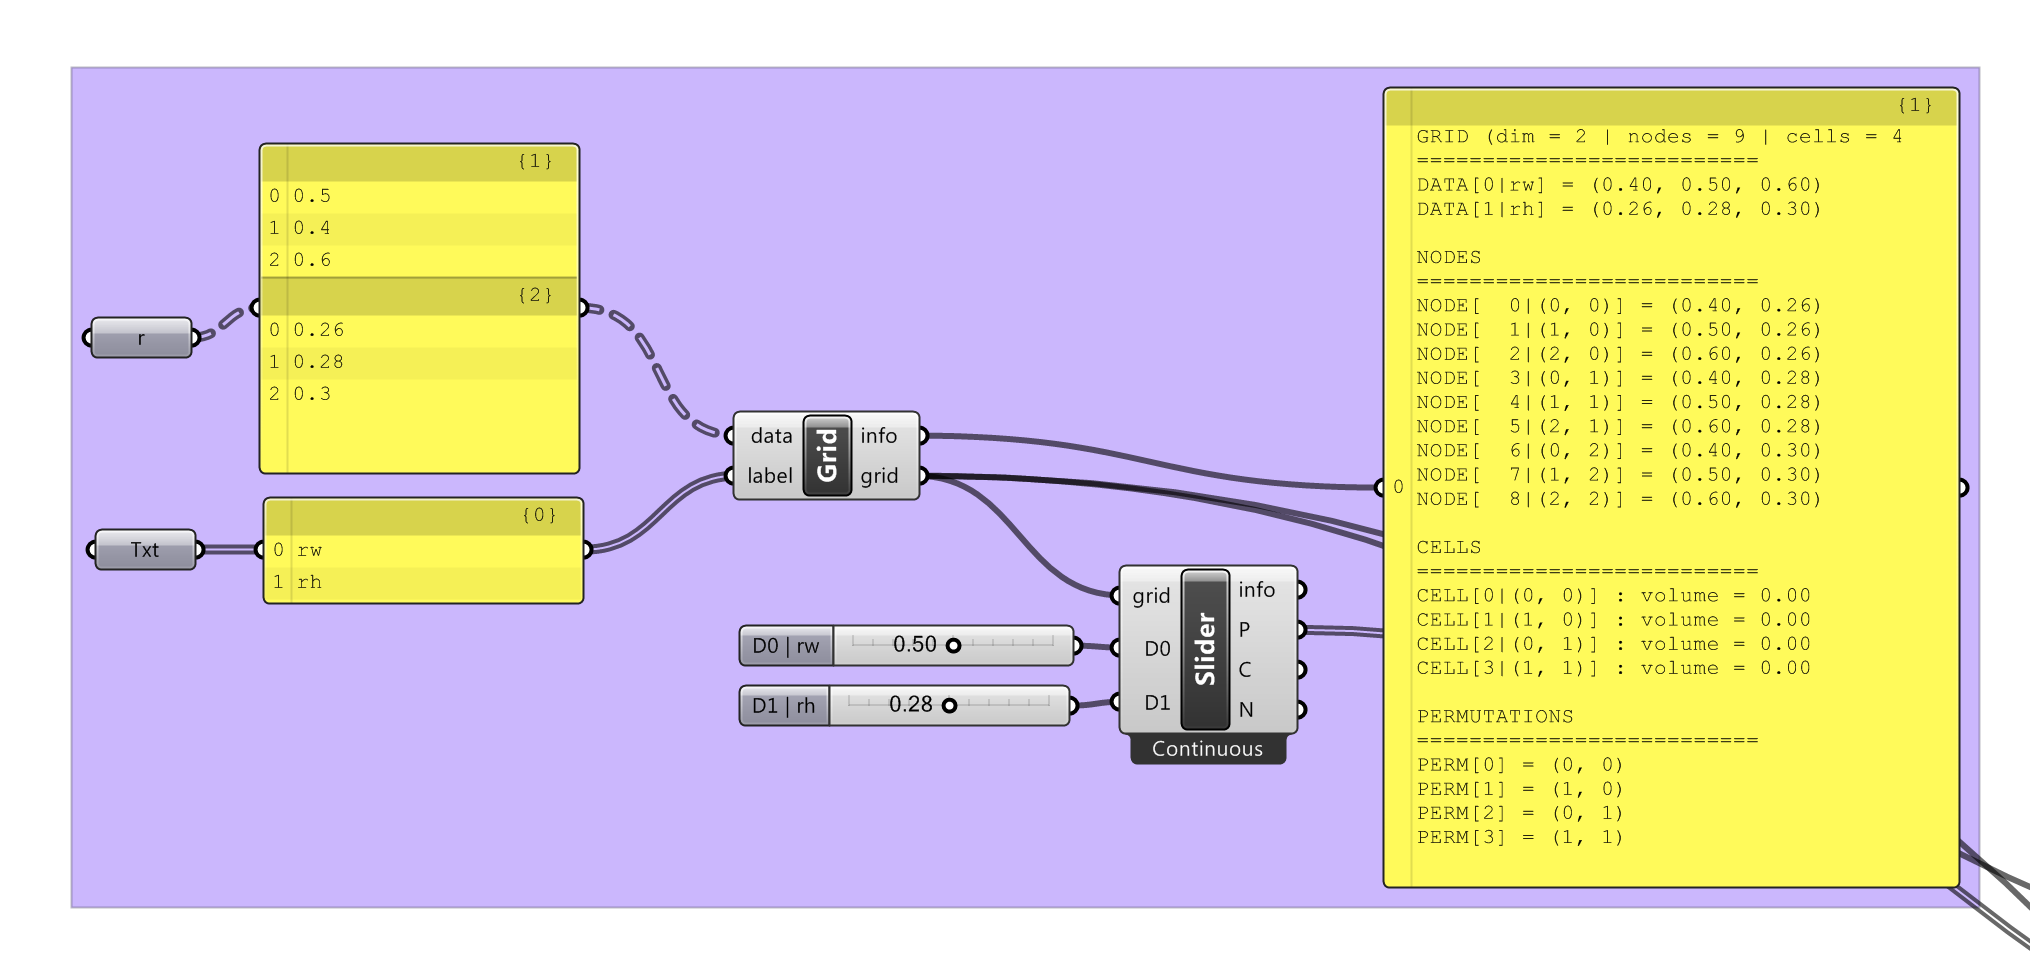 r
{1}
0 0.5
1 0.4
2 0.6
{2}
0 0.26
1 0.28
2 0.3
Txt
{0}
0 rw
1 rh
data
label
Grid
info
grid
D0 | rw
0.50
D1 | rh
0.28
grid
D0
D1
Slider
info
P
C
N
Continuous
{1}
0
GRID (dim = 2 | nodes = 9 | cells = 4
==========================
DATA[0|rw] = (0.40, 0.50, 0.60)
DATA[1|rh] = (0.26, 0.28, 0.30)
NODES
==========================
NODE[  0|(0, 0)] = (0.40, 0.26)
NODE[  1|(1, 0)] = (0.50, 0.26)
NODE[  2|(2, 0)] = (0.60, 0.26)
NODE[  3|(0, 1)] = (0.40, 0.28)
NODE[  4|(1, 1)] = (0.50, 0.28)
NODE[  5|(2, 1)] = (0.60, 0.28)
NODE[  6|(0, 2)] = (0.40, 0.30)
NODE[  7|(1, 2)] = (0.50, 0.30)
NODE[  8|(2, 2)] = (0.60, 0.30)
CELLS
==========================
CELL[0|(0, 0)] : volume = 0.00
CELL[1|(1, 0)] : volume = 0.00
CELL[2|(0, 1)] : volume = 0.00
CELL[3|(1, 1)] : volume = 0.00
PERMUTATIONS
==========================
PERM[0] = (0, 0)
PERM[1] = (1, 0)
PERM[2] = (0, 1)
PERM[3] = (1, 1)